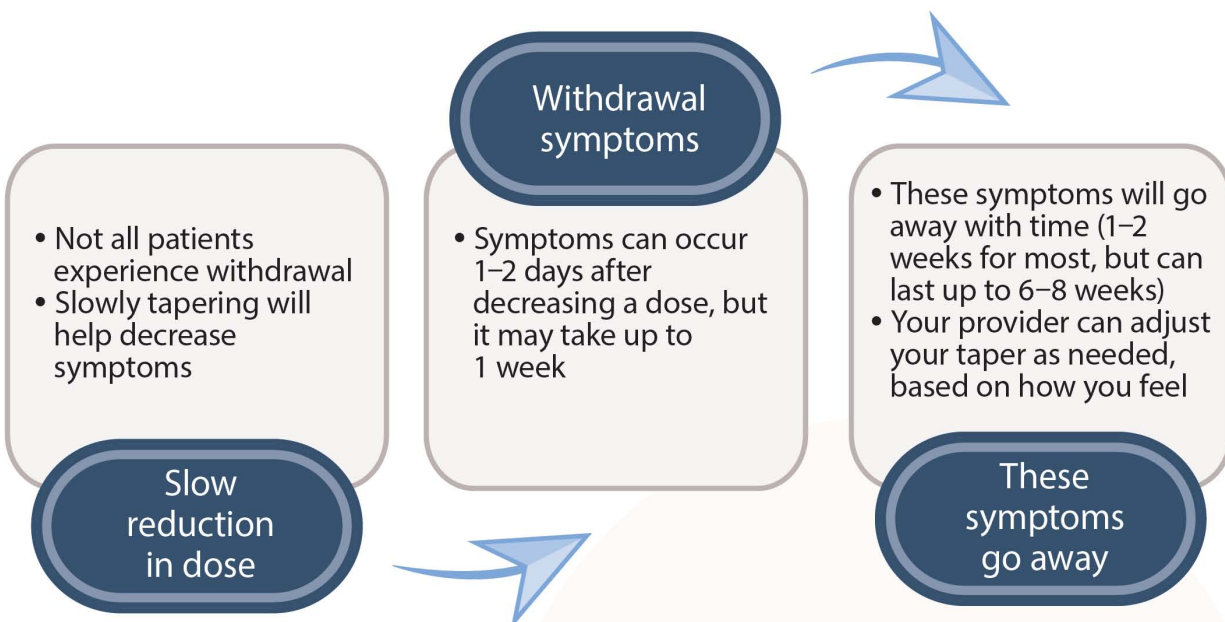 • Not all patients
experience withdrawal
• Slowly tapering will
help decrease
symptoms
Slow
reduction
in dose
Withdrawal
symptoms
• Symptoms can occur
1–2 days after
decreasing a dose, but
it may take up to
1 week
• These symptoms will go
away with time (1–2
weeks for most, but can
last up to 6–8 weeks)
• Your provider can adjust
your taper as needed,
based on how you feel
These
symptoms
go away